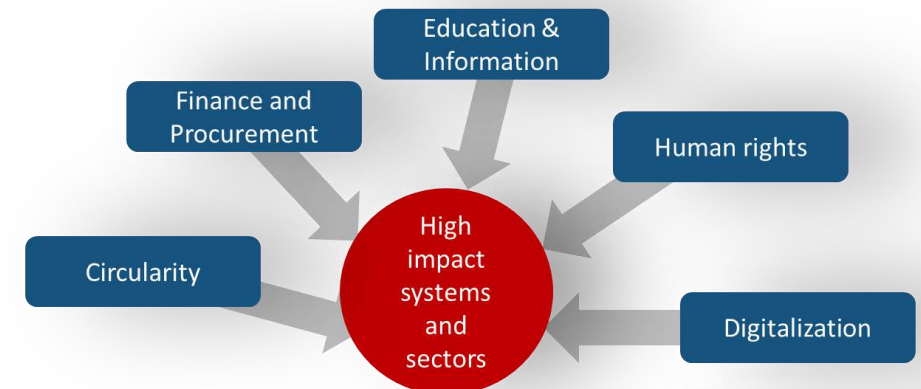 Education &
Information
Finance and
Procurement
Human rights
High
impact
systems
and
sectors
Circularity
Digitalization